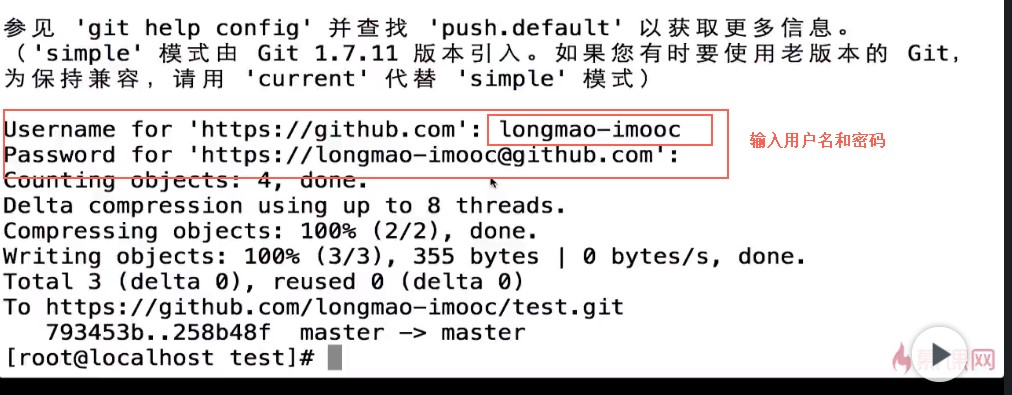 参见 'git help config' 并查找 'push.default' 以获取更多信息。
（'simple' 模式由 Git 1.7.11 版本引入。如果您有时要使用老版本的 Git，
为保持兼容，请用 'current' 代替 'simple' 模式）
Username for 'https://github.com': longmao-imooc
Password for 'https://longmao-imooc@github.com':
输入用户名和密码
Counting objects: 4, done.
Delta compression using up to 8 threads.
Compressing objects: 100% (2/2), done.
Writing objects: 100% (3/3), 355 bytes | 0 bytes/s, done.
Total 3 (delta 0), reused 0 (delta 0)
To https://github.com/longmao-imooc/test.git
793453b..258b48f  master -> master
[root@localhost test]#
慕课网